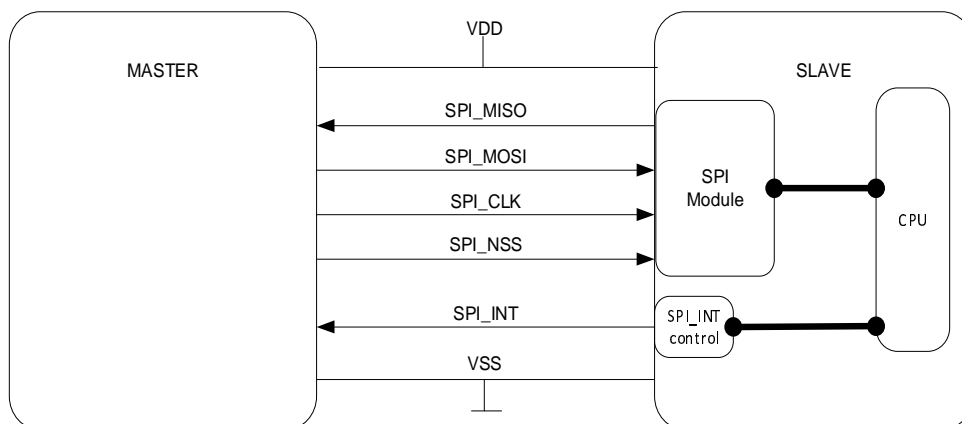 VDD
MASTER
SLAVE
SPI_MISO
SPI_MOSI
SPI_CLK
SPI_NSS
SPI
Module
CPU
SPI_INT
SPI_INT
control
VSS